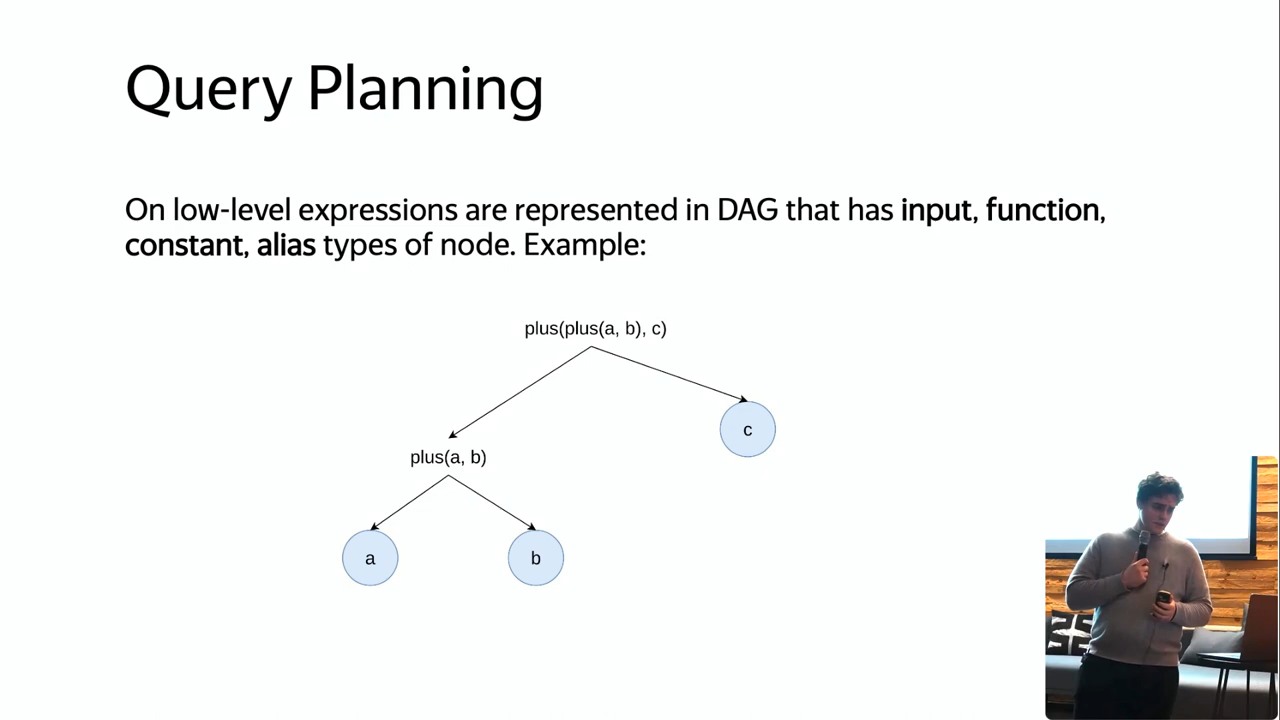 Query Planning
On low-level expressions are represented in DAG that has input, function,
constant, alias types of node. Example:
plus(plus(a, b), c)
c
plus(a, b)
a
b